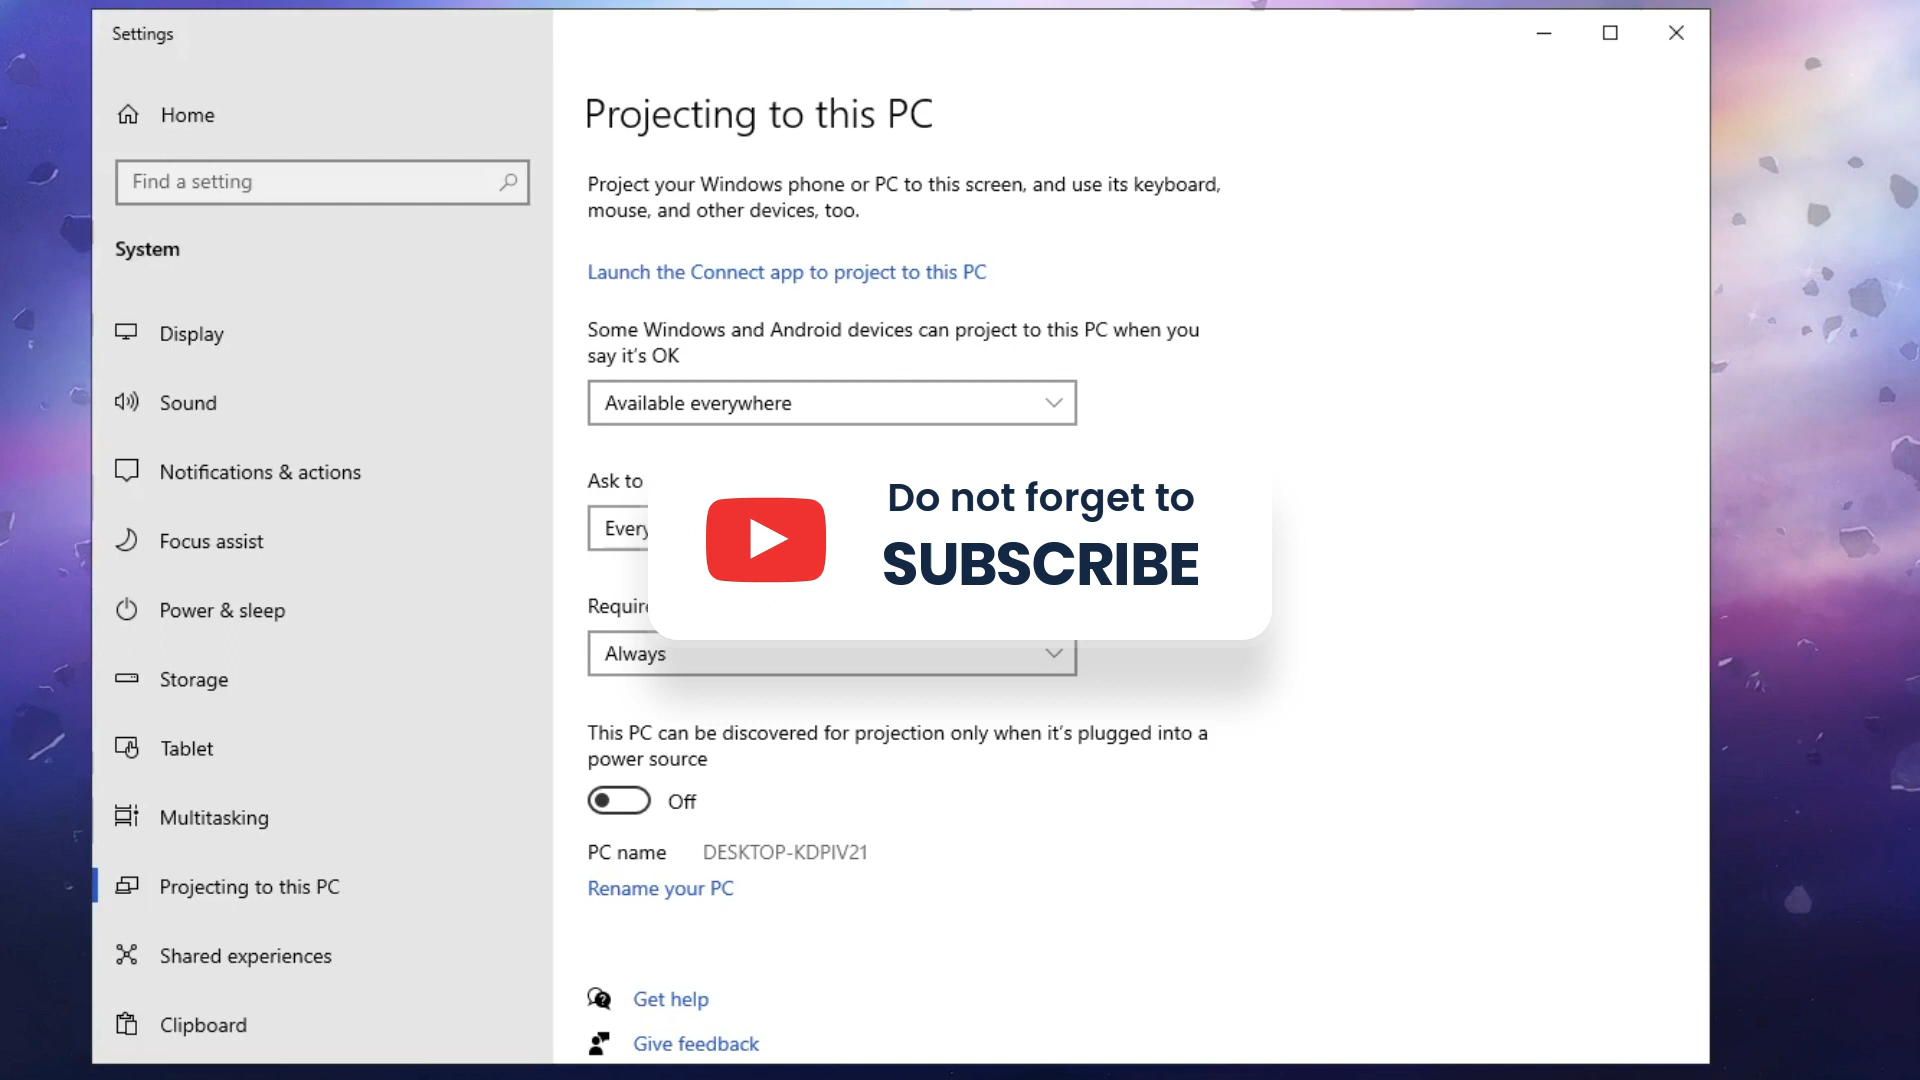 Settings
Home
Find a setting
System
Display
Sound
Notifications & actions
Focus assist
Power & sleep
Storage
Tablet
Multitasking
Projecting to this PC
Shared experiences
Clipboard
Projecting to this PC
Project your Windows phone or PC to this screen, and use its keyboard,
mouse, and other devices, too.
Launch the Connect app to project to this PC
Some Windows and Android devices can project to this PC when you
say it’s OK
Available everywhere
Ask to
Do not forget to
SUBSCRIBE
Always
This PC can be discovered for projection only when it’s plugged into a
power source
Off
PC name DESKTOP-KDPIV21
Rename your PC
Get help
Give feedback